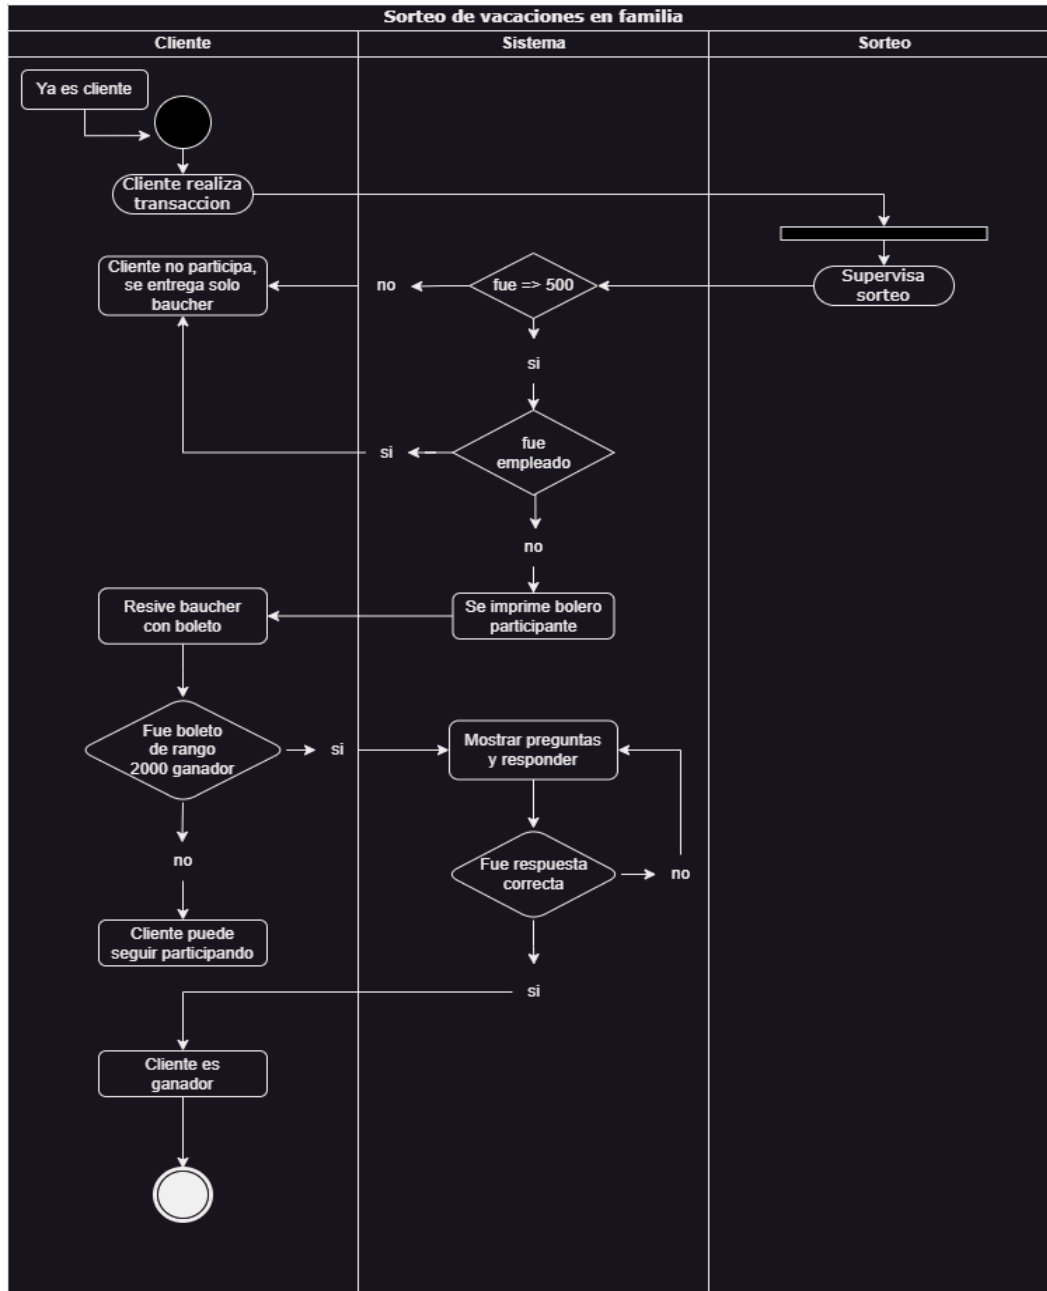 Sorteo de vacaciones en familia
Cliente
Sistema
Sorteo
Ya es cliente
Cliente realiza
transaccion
Cliente no participa,
se entrega solo
baucher
no
fue => 500
Supervisa
sorteo
si
si
fue
empleado
no
Resive baucher
con boleto
Se imprime bolero
participante
Fue boleto
de rango
2000 ganador
si
Mostrar preguntas
y responder
no
Fue respuesta
correcta
no
Cliente puede
seguir participando
si
Cliente es
ganador